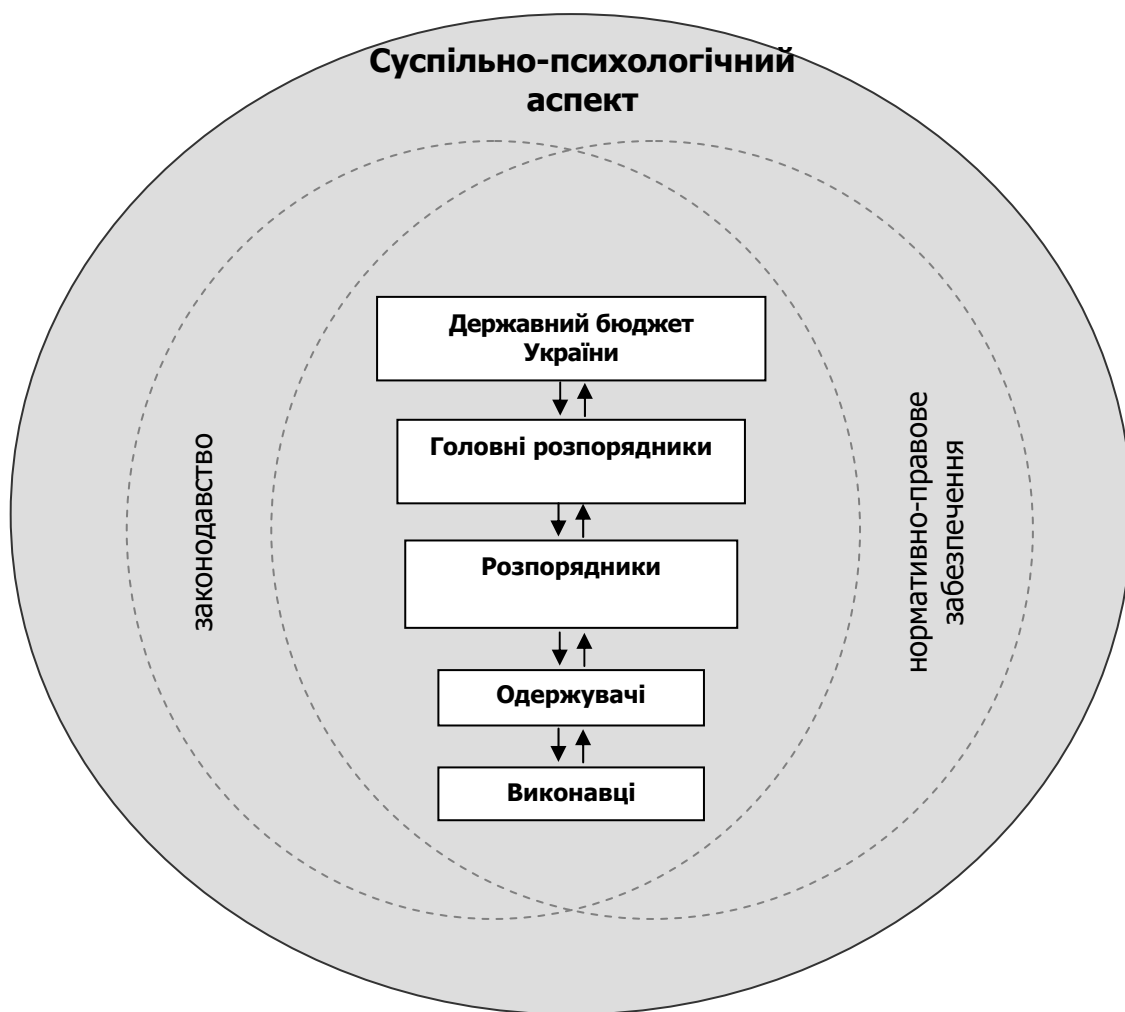 Суспільно-психологічний
аспект
Державний бюджет
України
законодавство
Головні розпорядники
нормативно-правове
забезпечення
Розпорядники
Одержувачі
Виконавці